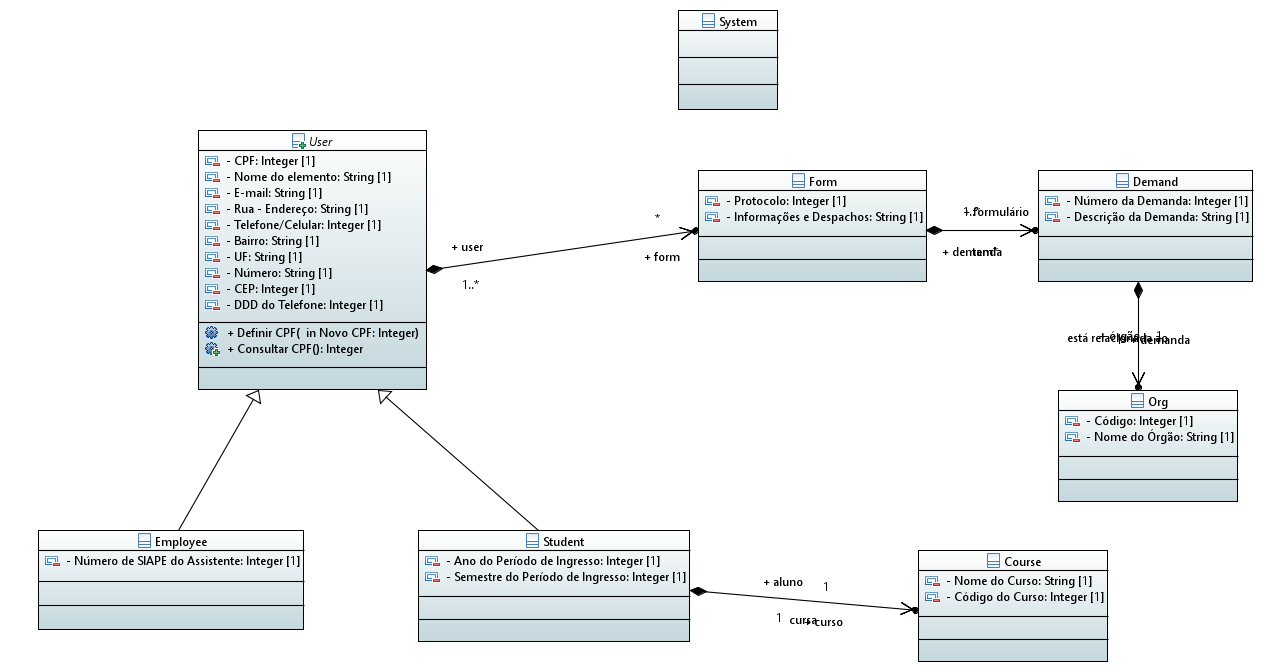 System
User
- CPF: Integer [1]
- Nome do elemento: String [1]
- E-mail: String [1]
- Rua - Endereço: String [1]
- Telefone/Celular: Integer [1]
- Bairro: String [1]
- UF: String [1]
- Número: String [1]
- CEP: Integer [1]
- DDD do Telefone: Integer [1]
+ Definir CPF(  in Novo CPF: Integer)
+ Consultar CPF(): Integer
+ user
1..*
*
+ form
Form
- Protocolo: Integer [1]
- Informações e Despachos: String [1]
formulário
+ demanda
Demand
- Número da Demanda: Integer [1]
- Descrição da Demanda: String [1]
está relacionada ao
+ órgão
1
demanda
Org
- Código: Integer [1]
- Nome do Órgão: String [1]
Employee
- Número de SIAPE do Assistente: Integer [1]
Student
- Ano do Período de Ingresso: Integer [1]
- Semestre do Período de Ingresso: Integer [1]
+ aluno
1
1
cursa
+ curso
Course
- Nome do Curso: String [1]
- Código do Curso: Integer [1]